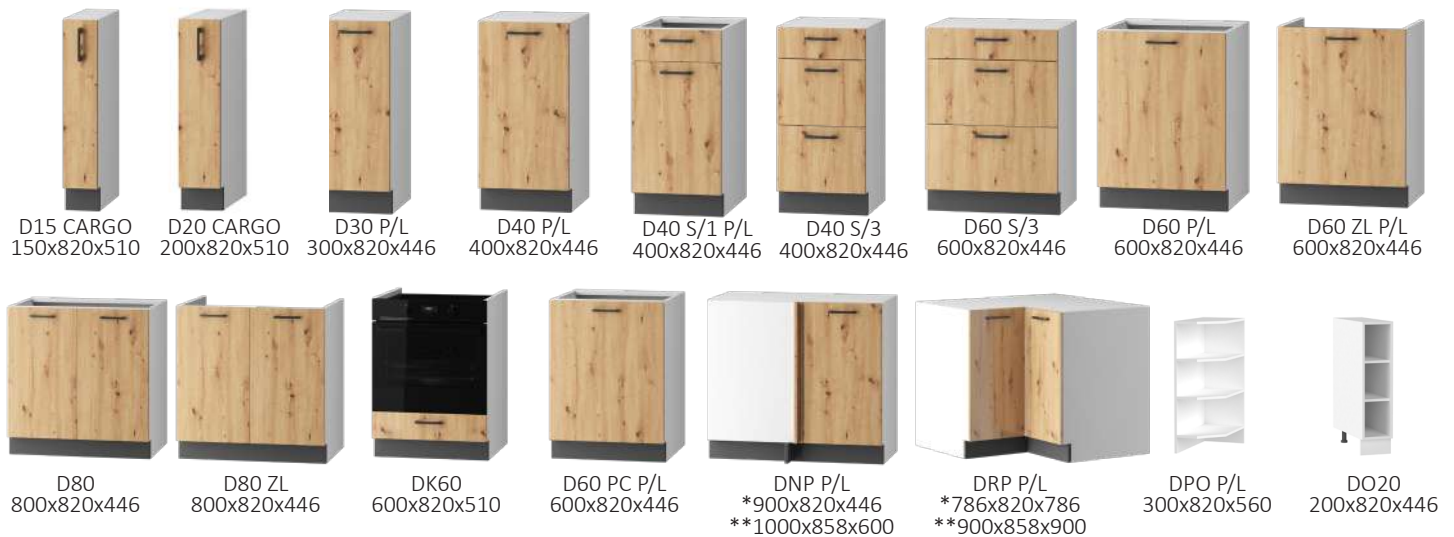 D15 CARGO
150x820x510
D20 CARGO
200x820x510
D30 P/L
300x820x446
D40 P/L
400x820x446
D40 S/1 P/L
400x820x446
D40 S/3
400x820x446
D60 S/3
600x820x446
D60 P/L
600x820x446
D60 ZL P/L
600x820x446
D80
800x820x446
D80 ZL
800x820x446
DK60
600x820x510
D60 PC P/L
600x820x446
DNP P/L
*900x820x446
**1000x858x600
DRP P/L
*786x820x786
**900x858x900
DPO P/L
300x820x560
DO20
200x820x446